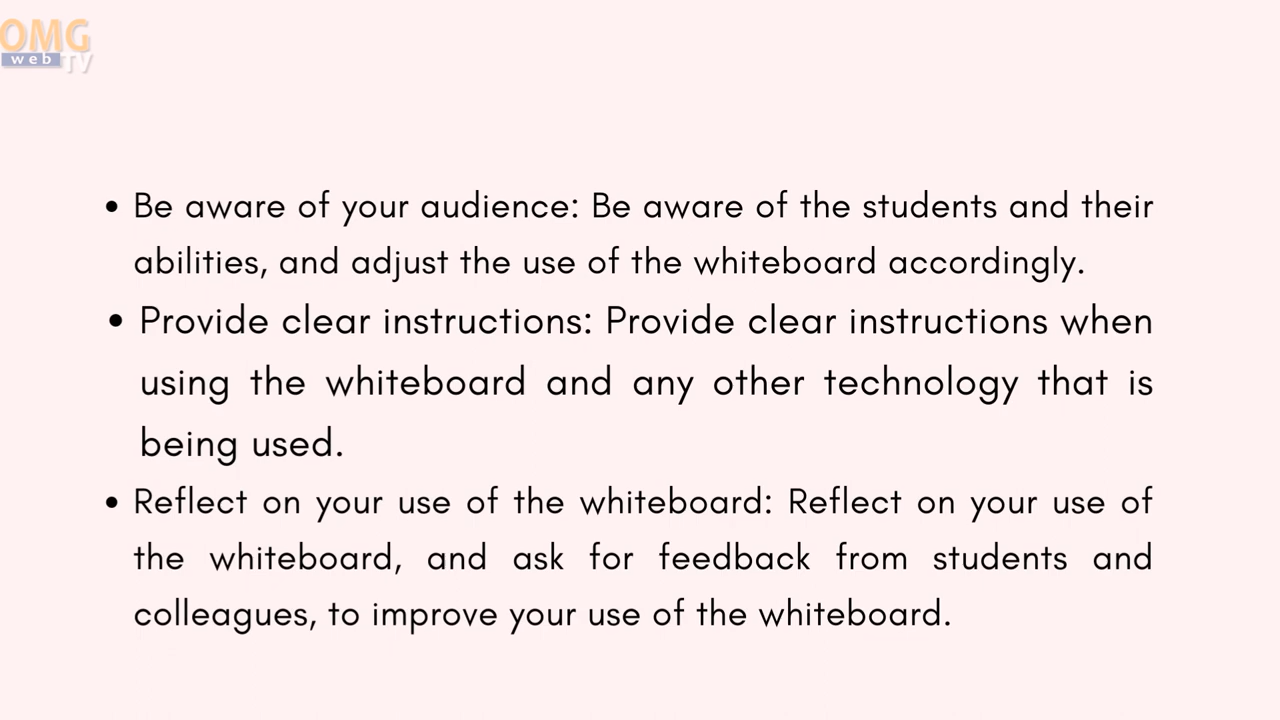 OMG
web TV
• Be aware of your audience: Be aware of the students and their
abilities, and adjust the use of the whiteboard accordingly.
• Provide clear instructions: Provide clear instructions when
using the whiteboard and any other technology that is
being used.
• Reflect on your use of the whiteboard: Reflect on your use of
the whiteboard, and ask for feedback from students and
colleagues, to improve your use of the whiteboard.